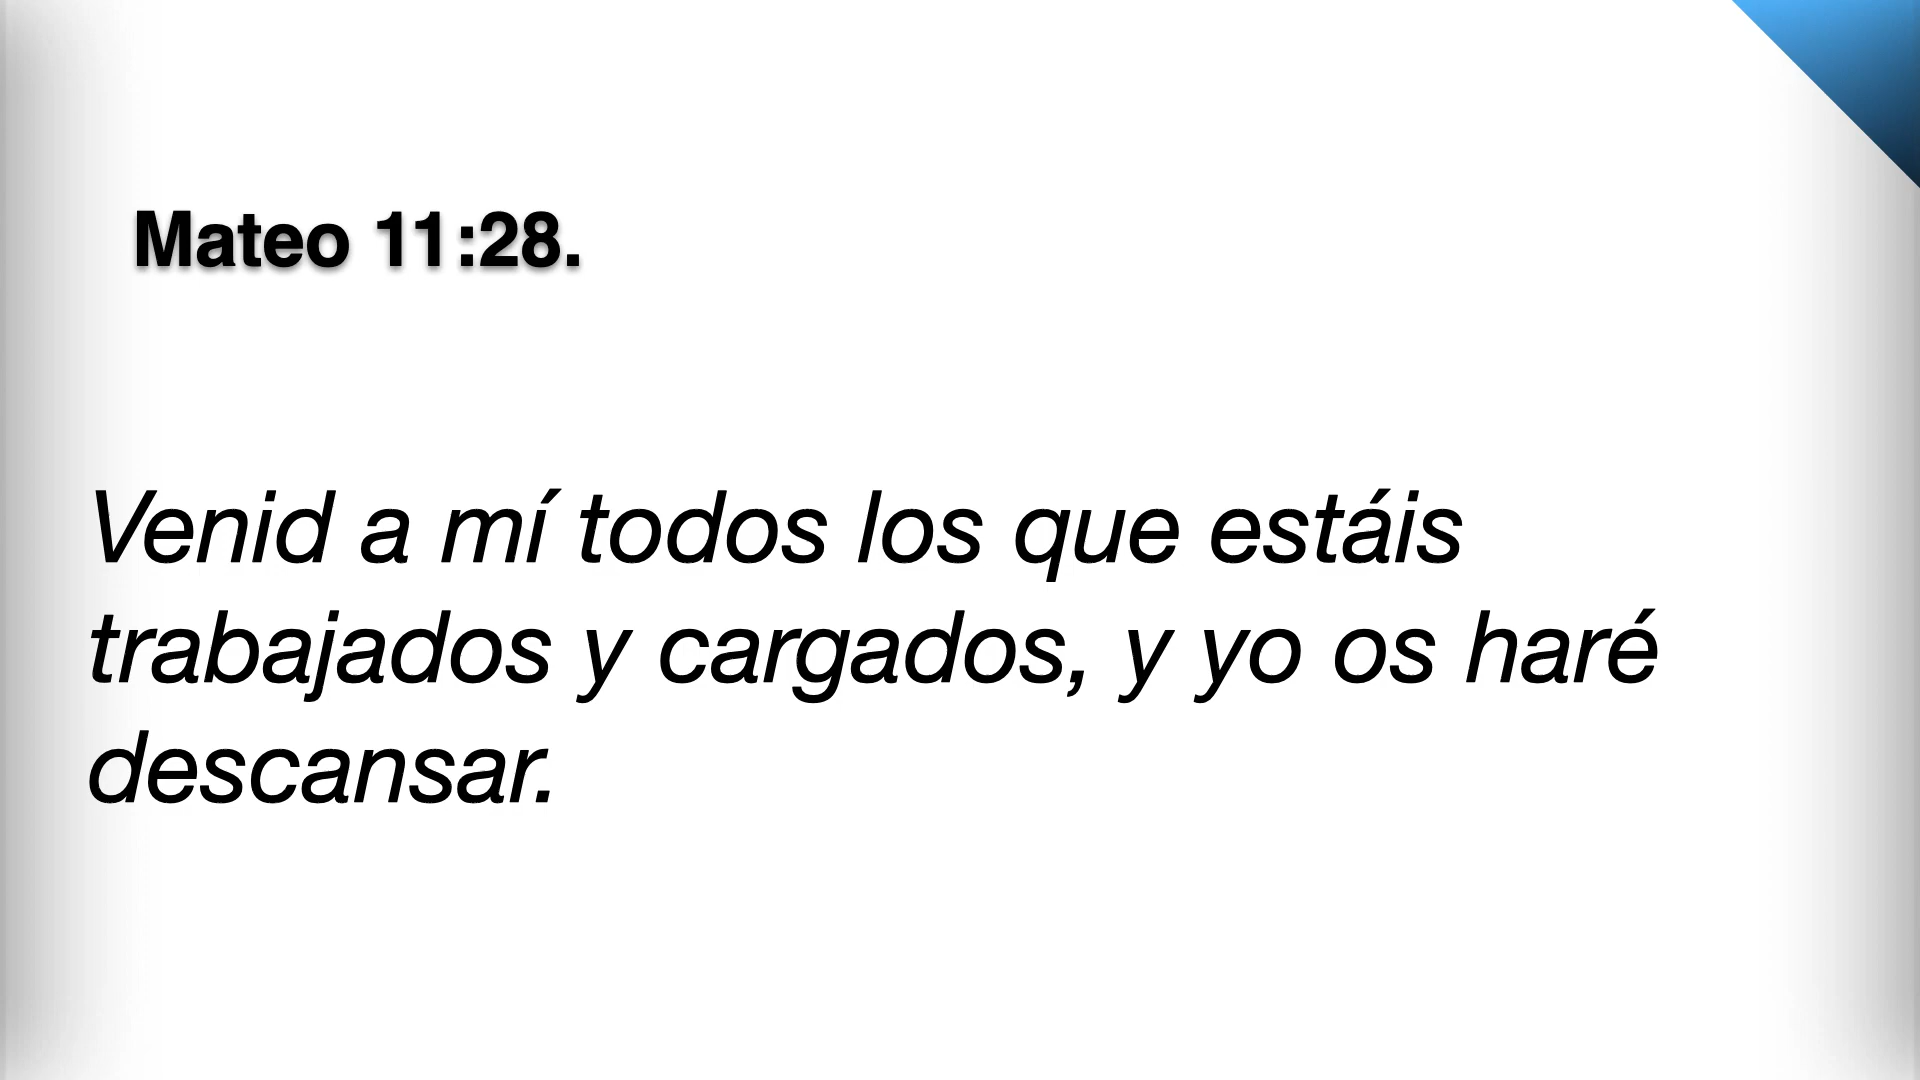 Mateo 11:28.
Venid a mí todos los que estáis
trabajados y cargados, y yo os haré
descansar.